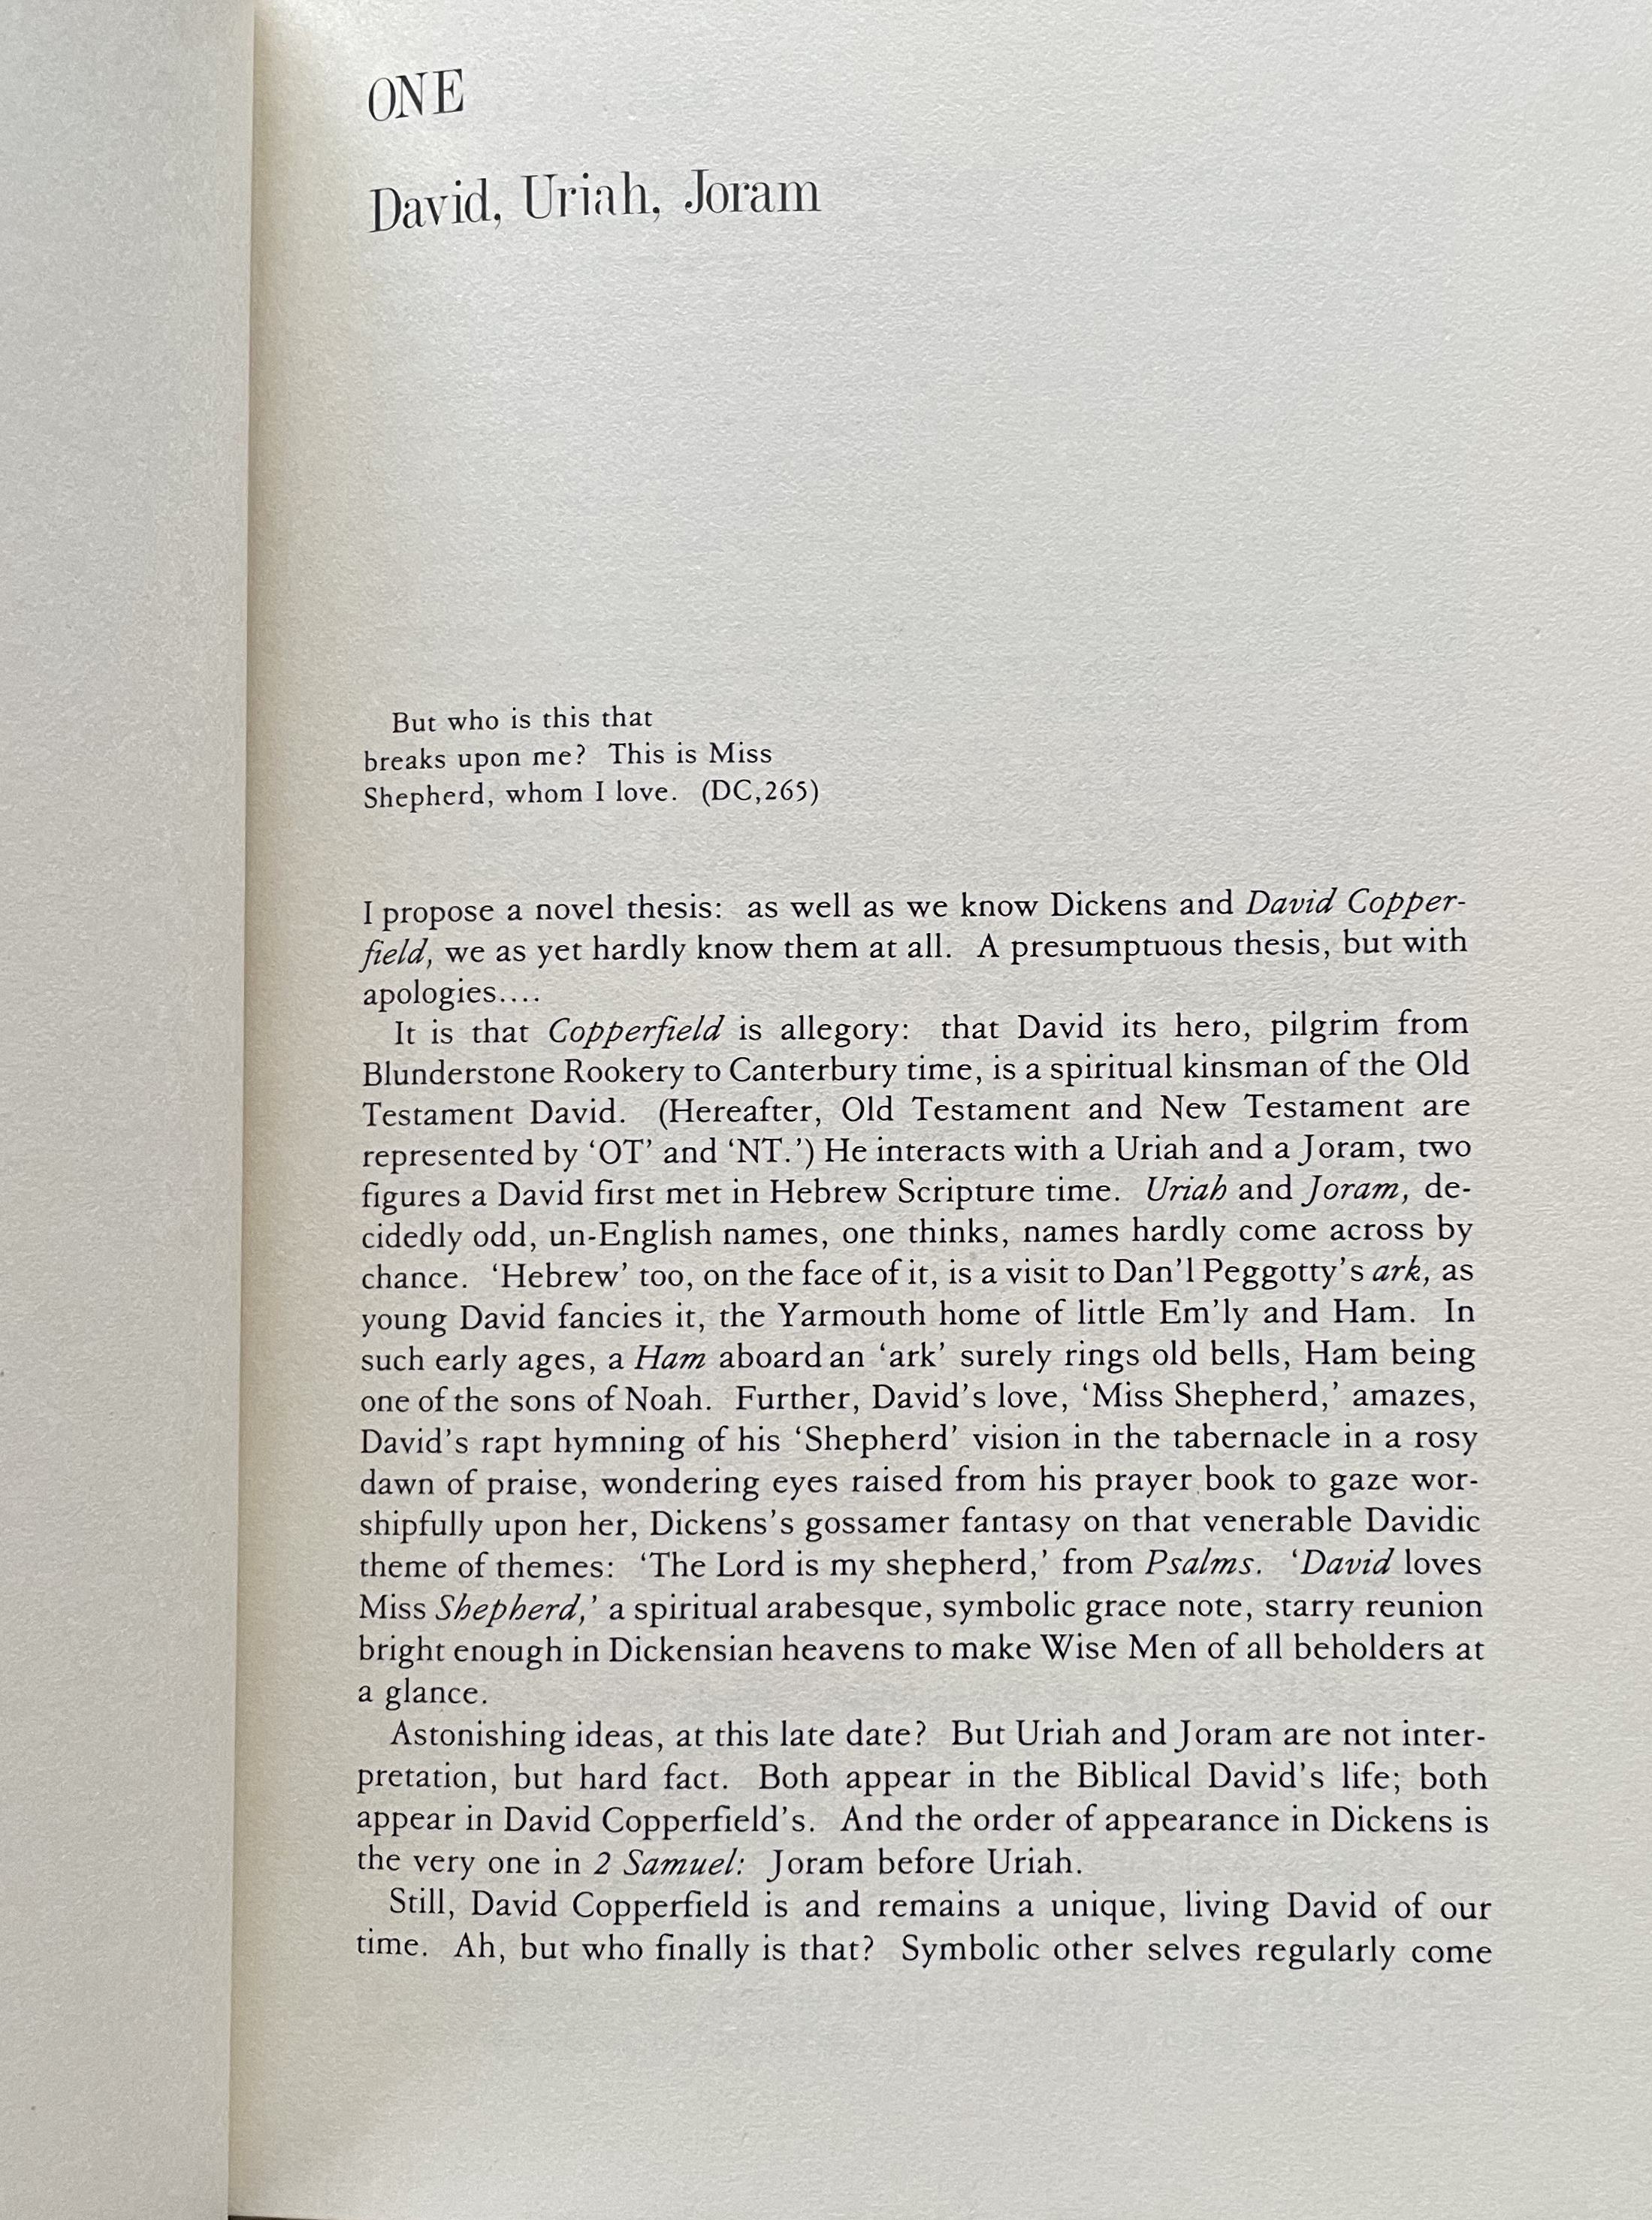 ONE
David, Uriah, Joram
But who is this that
breaks upon me? This is Miss
Shepherd, whom I love. (DC,265)
I propose a novel thesis: as well as we know Dickens and David Copper-
field, we as yet hardly know them at all. A presumptuous thesis, but with
apologies....
It is that Copperfield is allegory: that David its hero, pilgrim from
Blunderstone Rookery to Canterbury time, is a spiritual kinsman of the Old
Testament David. (Hereafter, Old Testament and New Testament are
represented by ‘OT’ and ‘NT.’) He interacts with a Uriah and a Joram, two
figures a David first met in Hebrew Scripture time. Uriah and Joram, de-
cidedly odd, un-English names, one thinks, names hardly come across by
chance. ‘Hebrew’ too, on the face of it, is a visit to Dan’l Peggotty’s ark, as
young David fancies it, the Yarmouth home of little Em’ly and Ham. In
such early ages, a Ham aboard an ‘ark’ surely rings old bells, Ham being
one of the sons of Noah. Further, David’s love, ‘Miss Shepherd,’ amazes,
David’s rapt hymning of his ‘Shepherd’ vision in the tabernacle in a rosy
dawn of praise, wondering eyes raised from his prayer book to gaze wor-
shipfully upon her, Dickens’s gossamer fantasy on that venerable Davidic
theme of themes: ‘The Lord is my shepherd,’ from Psalms. ‘David loves
Miss Shepherd,’ a spiritual arabesque, symbolic grace note, starry reunion
bright enough in Dickensian heavens to make Wise Men of all beholders at
a glance.
Astonishing ideas, at this late date? But Uriah and Joram are not inter-
pretation, but hard fact. Both appear in the Biblical David’s life; both
appear in David Copperfield’s. And the order of appearance in Dickens is
the very one in 2 Samuel: Joram before Uriah.
Still, David Copperfield is and remains a unique, living David of our
time. Ah, but who finally is that? Symbolic other selves regularly come